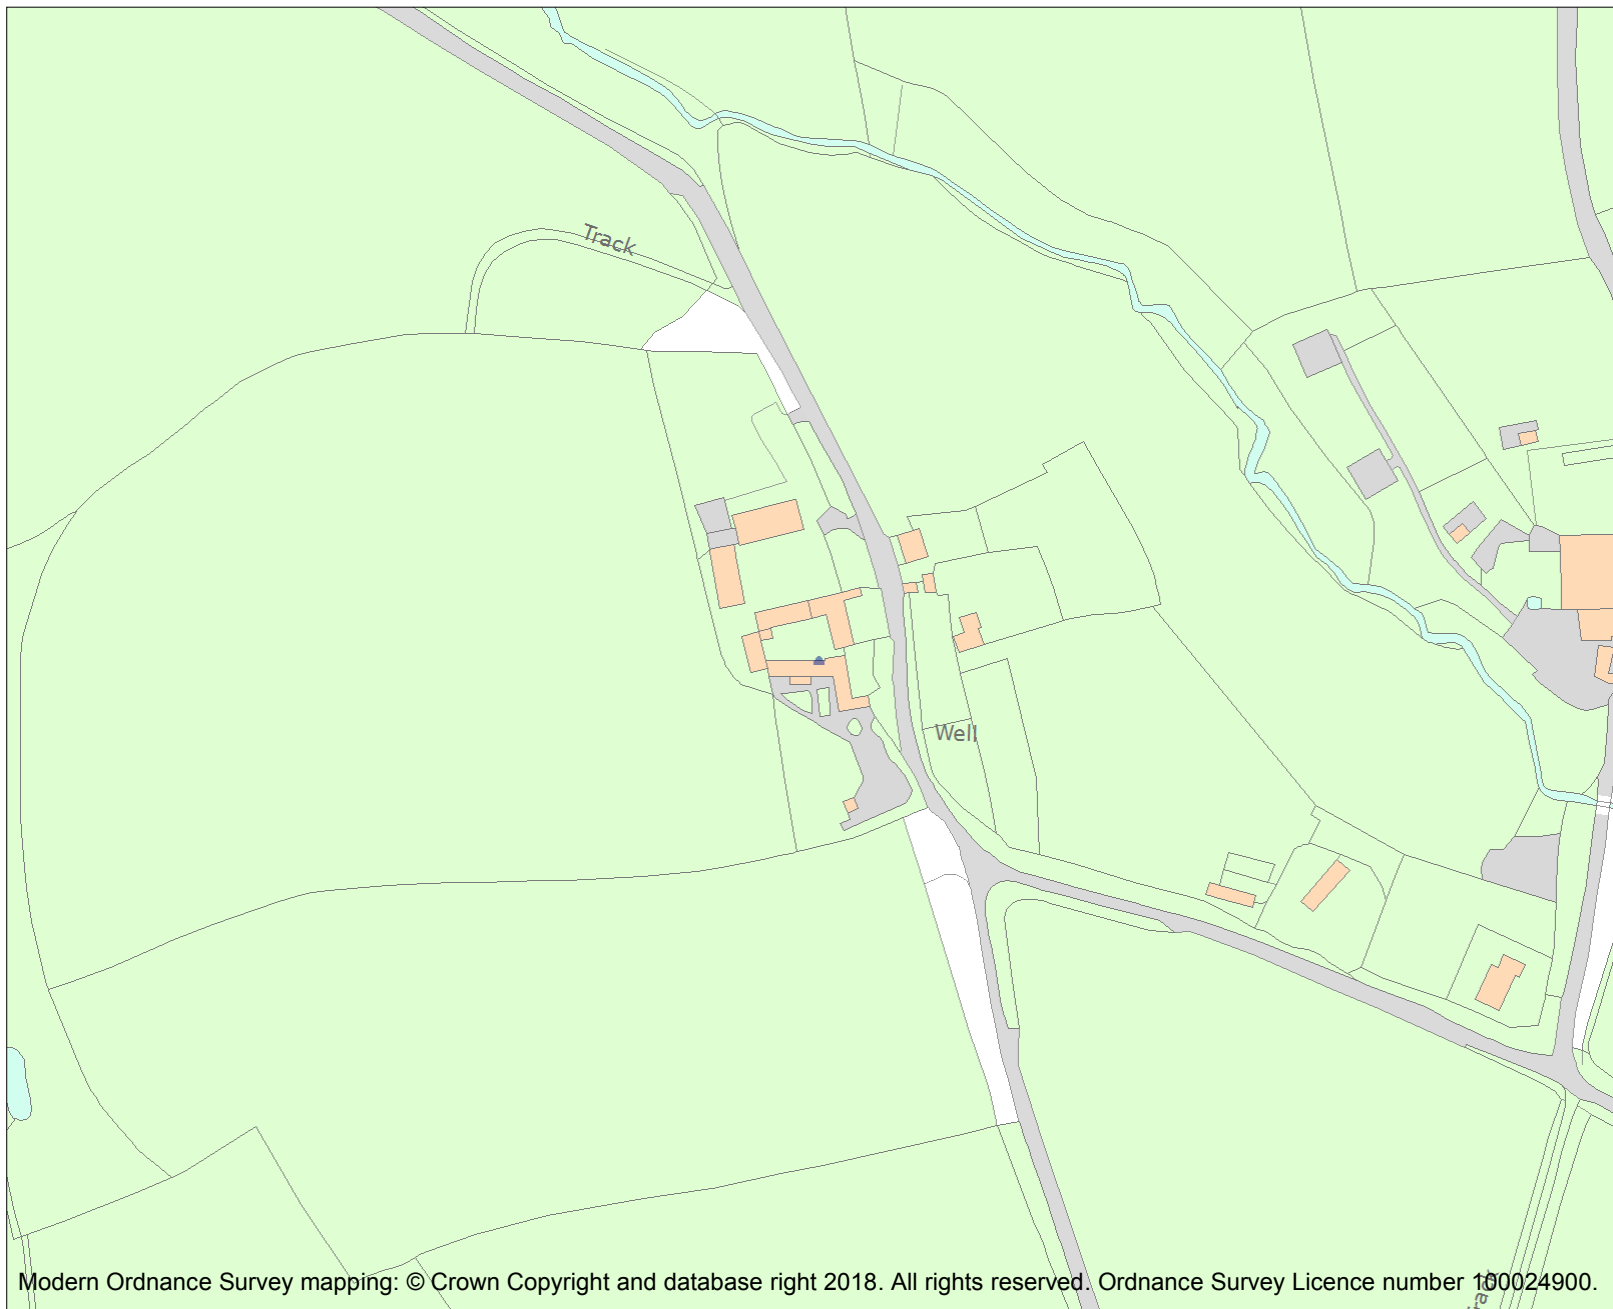 Track
Well
Track
Modern Ordnance Survey mapping: © Crown Copyright and database right 2018. All rights reserved. Ordnance Survey Licence number 100024900.